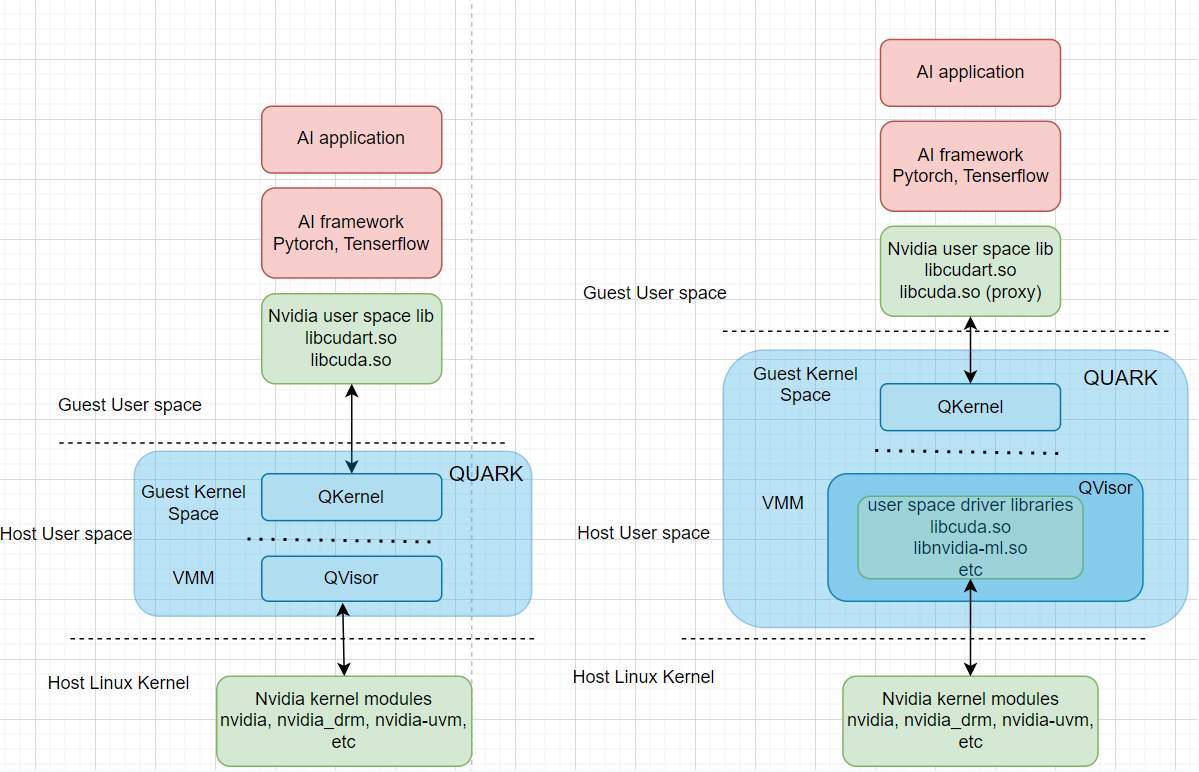 AI application
AI framework
Pytorch, Tenserflow
Nvidia user space lib
libcudart.so
libcuda.so
Guest User space
QUARK
Guest Kernel
Space
QKernel
Host User space
VMM
QVisor
Host Linux Kernel
Nvidia kernel modules
nvidia, nvidia_drm, nvidia-uvm,
etc
AI application
AI framework
Pytorch, Tenserflow
Nvidia user space lib
libcudart.so
libcuda.so (proxy)
Guest User space
Guest Kernel
Space
QUARK
QKernel
QVisor
VMM
user space driver libraries
libcuda.so
libnvidia-ml.so
etc
Host User space
Host Linux Kernel
Nvidia kernel modules
nvidia, nvidia_drm, nvidia-uvm,
etc